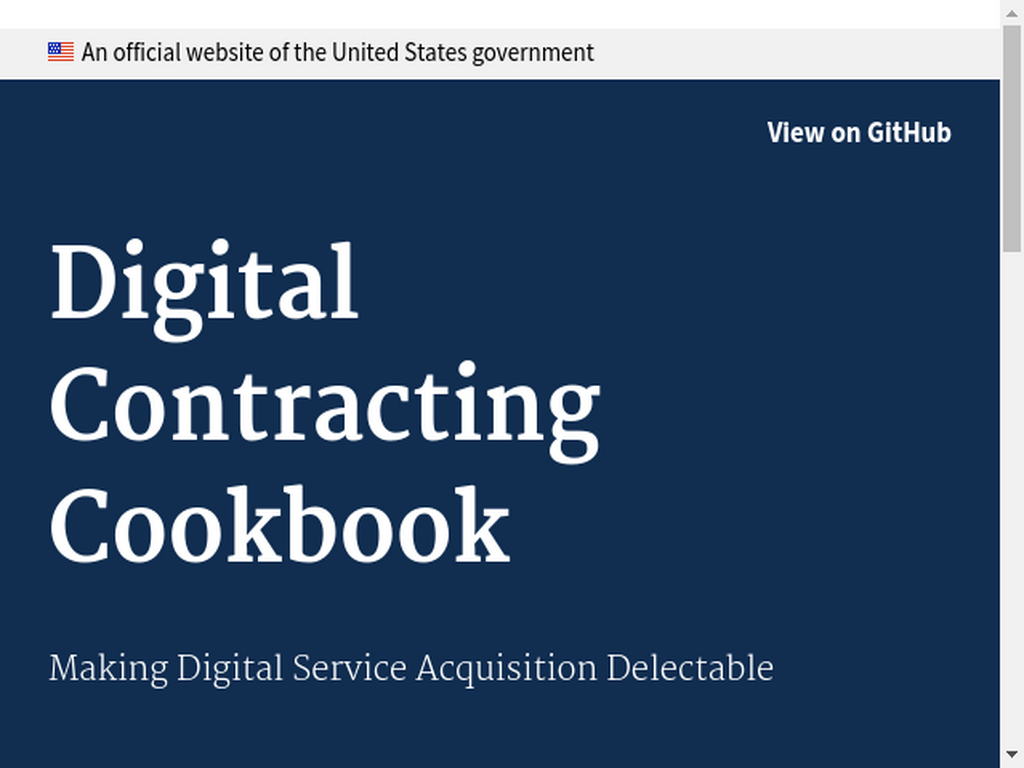 An official website of the United States government
View on GitHub
Digital
Contracting
Cookbook
Making Digital Service Acquisition Delectable